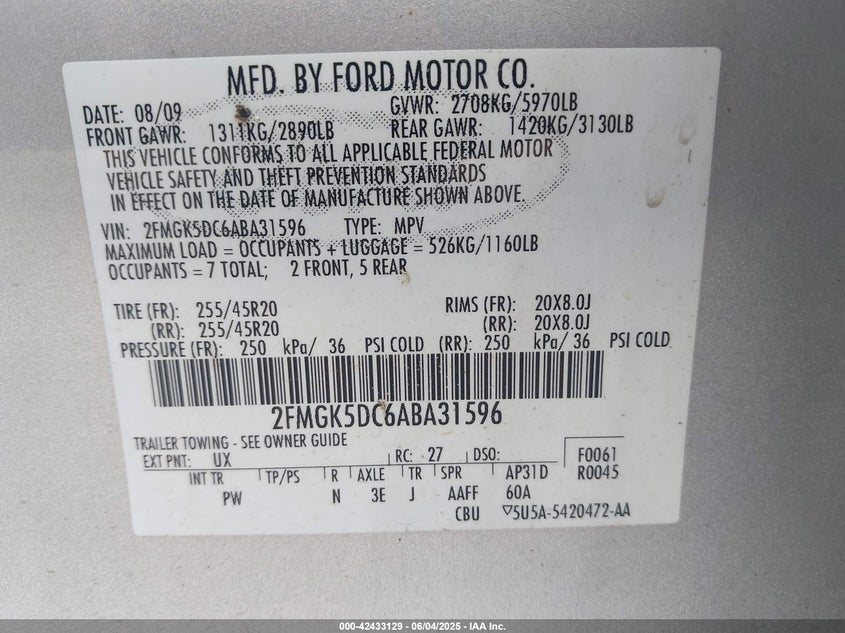 MFD. BY FORD MOTOR CO.
DATE: 08/09 GVWR: 2708KG/5970LB
FRONT GAWR: 1311KG/2890LB REAR GAWR: 1420KG/3130LB
THIS VEHICLE CONFORMS TO ALL APPLICABLE FEDERAL MOTOR
VEHICLE SAFETY AND THEFT PREVENTION STANDARDS
IN EFFECT ON THE DATE OF MANUFACTURE SHOWN ABOVE.
VIN: 2FMGK5DC6ABA31596 TYPE: MPV
MAXIMUM LOAD = OCCUPANTS + LUGGAGE = 526KG/1160LB
OCCUPANTS = 7 TOTAL; 2 FRONT, 5 REAR
TIRE (FR): 255/45R20 RIMS (FR): 20X8.0J
(RR): 255/45R20 (RR): 20X8.0J
PRESSURE (FR): 250 kPa/ 36 PSI COLD (RR): 250 kPa/ 36 PSI COLD
2FMGK5DC6ABA31596
TRAILER TOWING - SEE OWNER GUIDE
EXT PNT: UX RC: 27 DSO: F0061
INT TR TP/PS R AXLE TR SPR AP31D R0045
PW N 3E J AAFF 60A
CBU ▽5U5A-5420472-AA
000-42433129 - 06/04/2025 - IAA Inc.